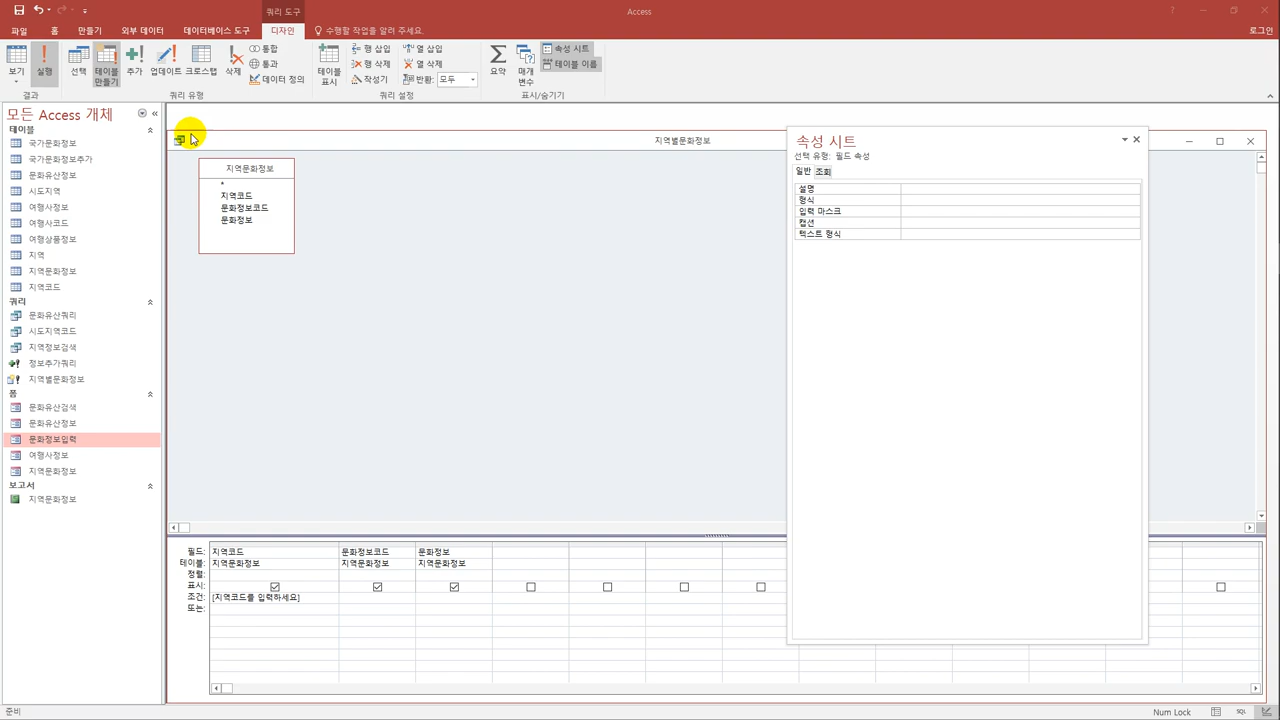 쿼리 도구
Access
파일
홈
만들기
외부 데이터
데이터베이스 도구
디자인
수행할 작업을 알려 주세요.
로그인
보기
실행
선택
테이블 만들기
추가
업데이트
크로스탭
삭제
통합
통과
데이터 정의
테이블 표시
행 삽입
행 삭제
작성기
열 삽입
열 삭제
반환: 모두
요약
매개 변수
속성 시트
테이블 이름
결과
쿼리 유형
쿼리 설정
표시/숨기기
모든 Access 개체
테이블
국가문화정보
국가문화정보추가
문화유산정보
시도지역
여행사정보
여행사코드
여행상품정보
지역
지역문화정보
지역코드
쿼리
문화유산쿼리
시도지역코드
지역정보검색
정보추가쿼리
지역별문화정보
폼
문화유산검색
문화유산정보
문화정보입력
여행사정보
지역문화정보
보고서
지역문화정보
지역별문화정보
지역문화정보
*
지역코드
문화정보코드
문화정보
속성 시트
선택 유형: 필드 속성
일반 조회
설명
형식
입력 마스크
캡션
텍스트 형식
필드: 지역코드 문화정보코드 문화정보
테이블: 지역문화정보 지역문화정보 지역문화정보
정렬:
표시:
조건: [지역코드를 입력하세요]
또는:
준비
Num Lock
SQL